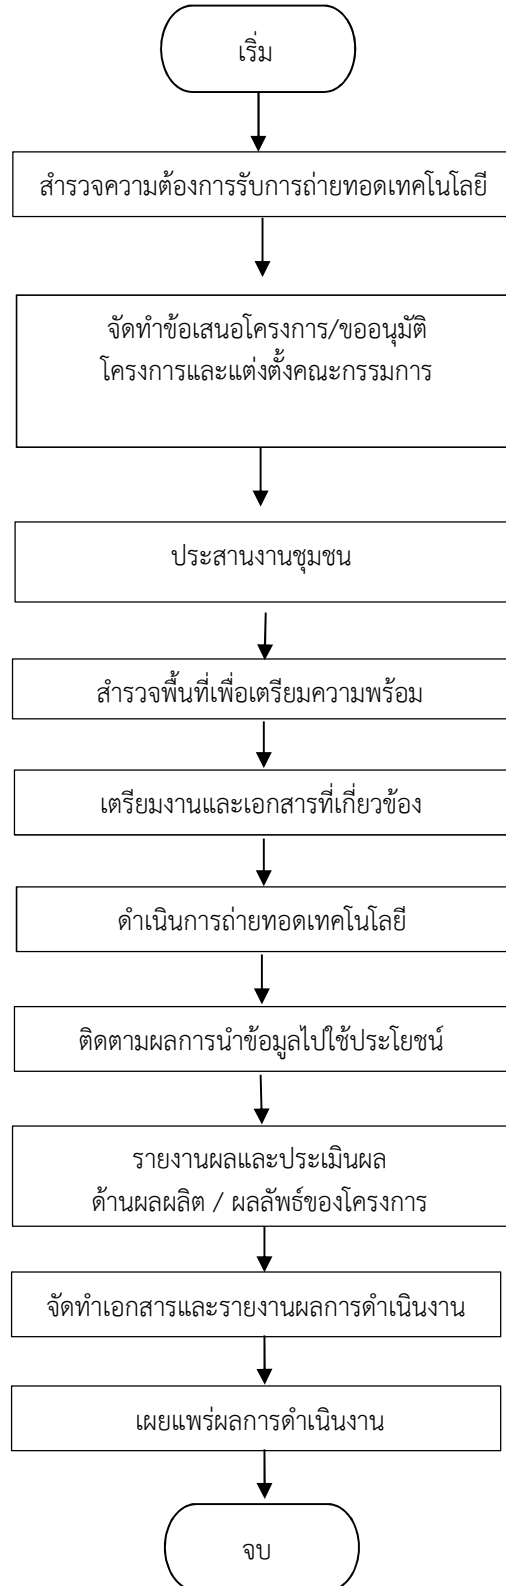 เริ่ม
สำรวจความต้องการรับการถ่ายทอดเทคโนโลยี
จัดทำข้อเสนอโครงการ/ขออนุมัติ
โครงการและแต่งตั้งคณะกรรมการ
ประสานงานชุมชน
สำรวจพื้นที่เพื่อเตรียมความพร้อม
เตรียมงานและเอกสารที่เกี่ยวข้อง
ดำเนินการถ่ายทอดเทคโนโลยี
ติดตามผลการนำข้อมูลไปใช้ประโยชน์
รายงานผลและประเมินผล
ด้านผลผลิต / ผลลัพธ์ของโครงการ
จัดทำเอกสารและรายงานผลการดำเนินงาน
เผยแพร่ผลการดำเนินงาน
จบ